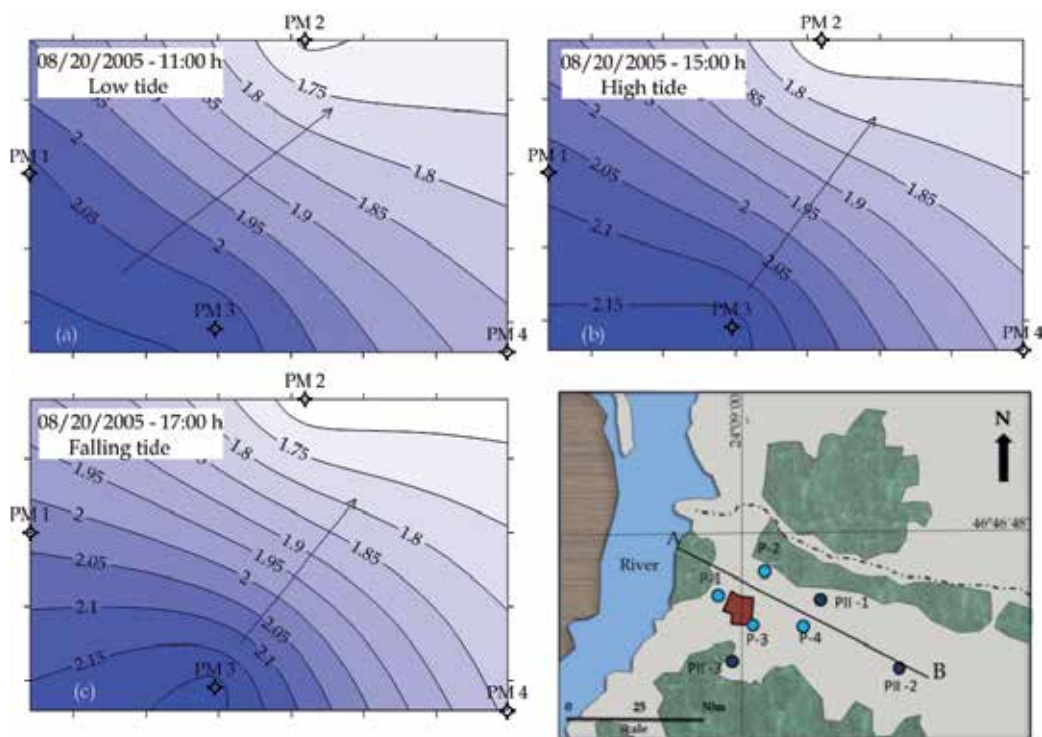 PM 2
08/20/2005 - 11:00 h
Low tide
1.75
1.8
1.8
1.85
1.9
1.95
2
2
2.05
PM 1
PM 3
PM 4
(a)
PM 2
08/20/2005 - 15:00 h
High tide
1.8
1.85
1.85
1.9
1.95
2
2
2.05
2.05
2.1
2.15
PM 1
PM 3
PM 4
(b)
PM 2
08/20/2005 - 17:00 h
Falling tide
1.75
1.8
1.8
1.85
1.9
1.95
1.95
2
2
2.05
2.05
2.1
2.1
2.15
PM 1
PM 3
PM 4
(c)
N
46°46'48"
River
A
P-2
P-1
PII -1
P-3
P-4
PII -3
PII -2
B
0
25
Scale